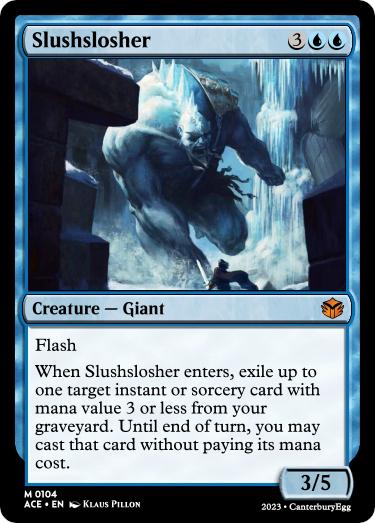 Slushslosher 3
Creature — Giant
Flash
When Slushslosher enters, exile up to
one target instant or sorcery card with
mana value 3 or less from your
graveyard. Until end of turn, you may
cast that card without paying its mana
cost.
3/5
M 0104
ACE • EN KLAUS PILLON
2023 • CanterburyEgg